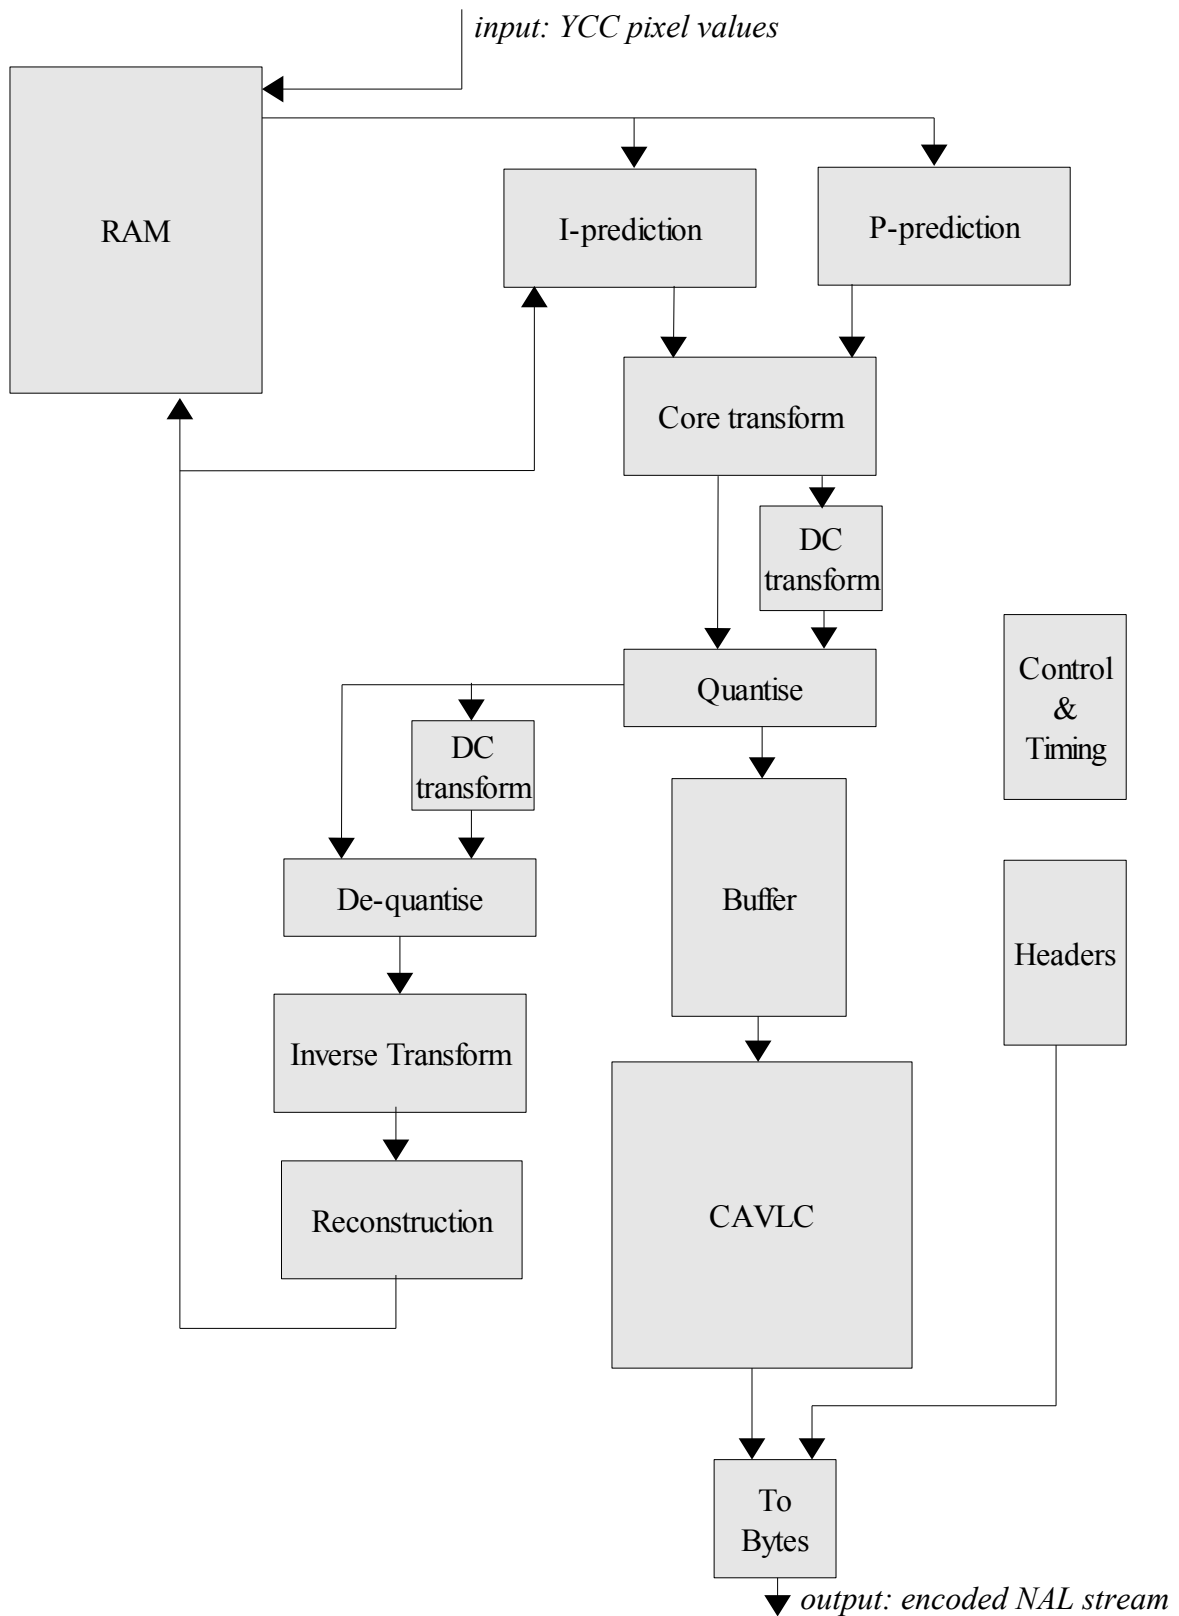 input: YCC pixel values
RAM
I-prediction
P-prediction
Core transform
DC
transform
Control
&
Timing
Quantise
DC
transform
De-quantise
Buffer
Headers
Inverse Transform
Reconstruction
CAVLC
To
Bytes
output: encoded NAL stream